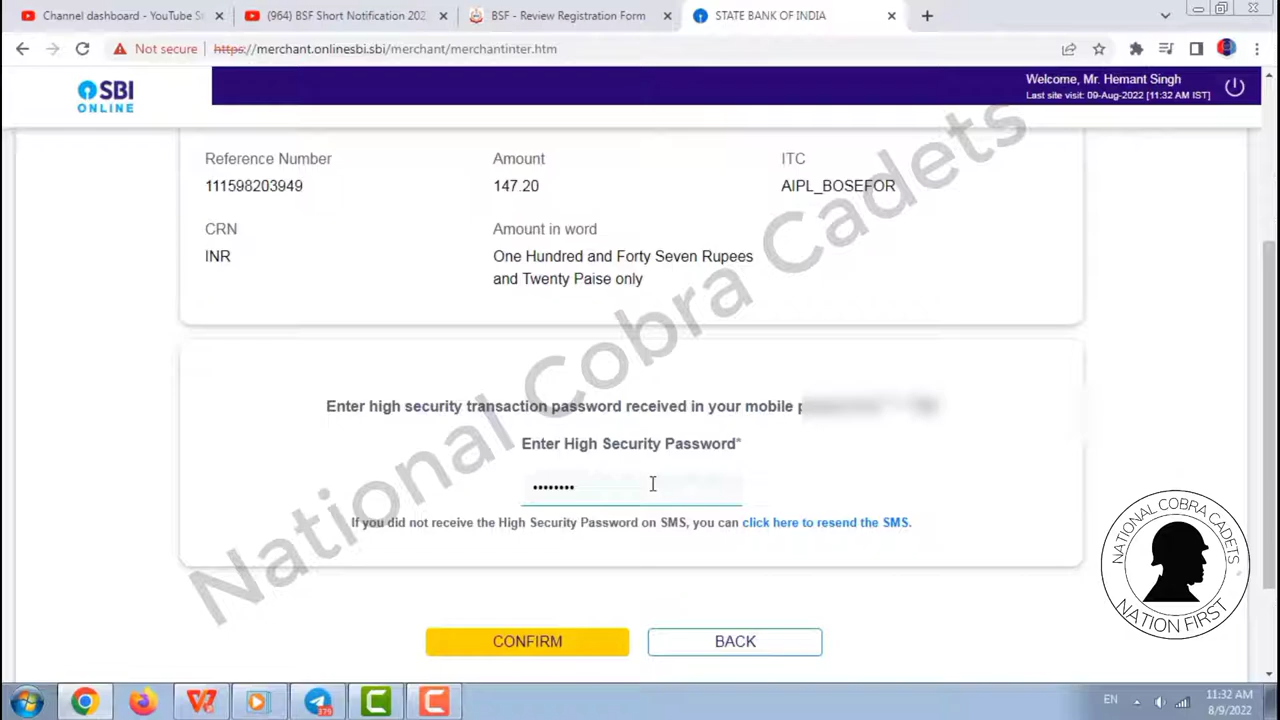 Channel dashboard - YouTube St
(964) BSF Short Notification 202
BSF - Review Registration Form
STATE BANK OF INDIA
Not secure
https://merchant.onlinesbi.sbi/merchant/merchantinter.htm
SBI
ONLINE
Welcome, Mr. Hemant Singh
Last site visit: 09-Aug-2022 [11:32 AM IST]
Reference Number
Amount
ITC
111598203949
147.20
AIPL_BOSEFOR
CRN
Amount in word
INR
One Hundred and Forty Seven Rupees
and Twenty Paise only
Enter high security transaction password received in your mobile
Enter High Security Password*
••••••••
If you did not receive the High Security Password on SMS, you can click here to resend the SMS.
CONFIRM
BACK
National Cobra Cadets
NATIONAL COBRA CADETS
NATION FIRST
379
EN
11:32 AM
8/9/2022